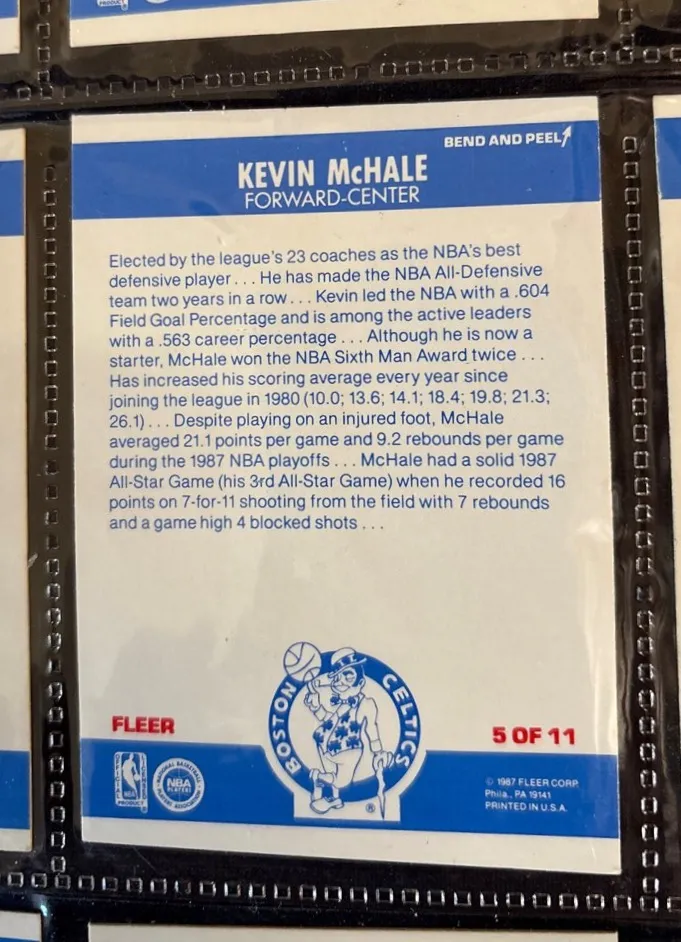 BEND AND PEEL
KEVIN McHALE
FORWARD-CENTER
Elected by the league's 23 coaches as the NBA's best
defensive player . . . He has made the NBA All-Defensive
team two years in a row . . . Kevin led the NBA with a .604
Field Goal Percentage and is among the active leaders
with a .563 career percentage . . . Although he is now a
starter, McHale won the NBA Sixth Man Award twice . . .
Has increased his scoring average every year since
joining the league in 1980 (10.0; 13.6; 14.1; 18.4; 19.8; 21.3;
26.1) . . . Despite playing on an injured foot, McHale
averaged 21.1 points per game and 9.2 rebounds per game
during the 1987 NBA playoffs . . . McHale had a solid 1987
All-Star Game (his 3rd All-Star Game) when he recorded 16
points on 7-for-11 shooting from the field with 7 rebounds
and a game high 4 blocked shots . . .
BOSTON CELTICS
®
FLEER
5 OF 11
NBA
PRODUCT
NATIONAL BASKETBALL
NBA
PLAYERS
PLAYERS ASSOCIATION
© 1987 FLEER CORP.
Phila., PA 19141
PRINTED IN U.S.A.